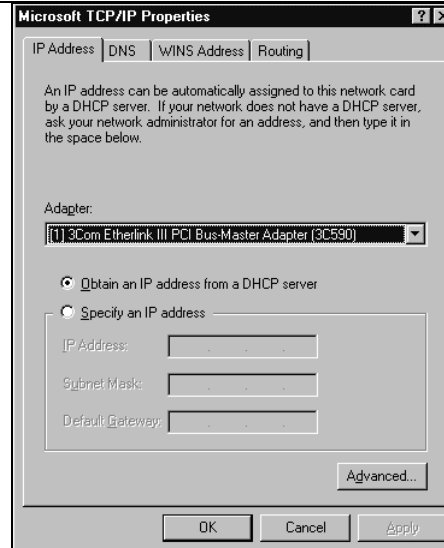 Microsoft TCP/IP Properties
IP Address DNS WINS Address Routing
An IP address can be automatically assigned to this network card
by a DHCP server. If your network does not have a DHCP server,
ask your network administrator for an address, and then type it in
the space below.
Adapter:
[1] 3Com Etherlink III PCI Bus-Master Adapter (3C590)
Obtain an IP address from a DHCP server
Specify an IP address
IP Address:
Subnet Mask:
Default Gateway:
Advanced...
OK Cancel Apply